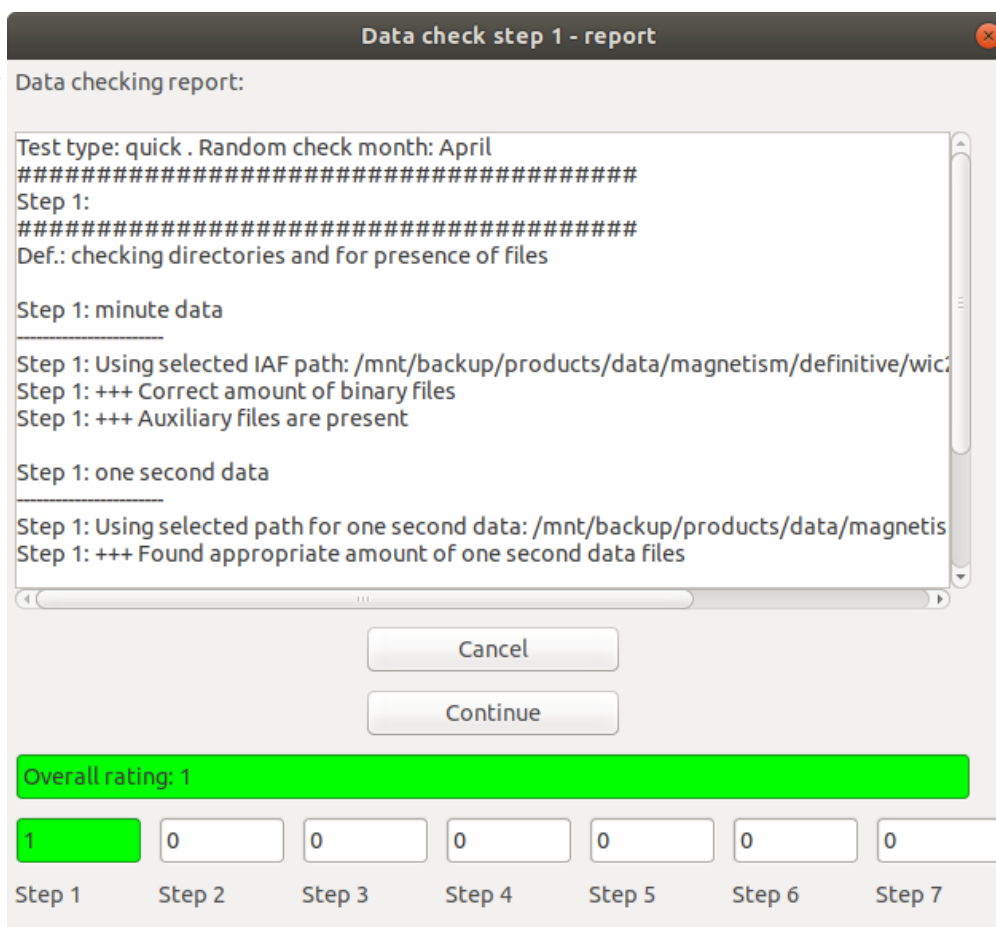 Data check step 1 - report
Data checking report:
Test type: quick . Random check month: April
#######################################
Step 1:
#######################################
Def.: checking directories and for presence of files
Step 1: minute data
-----------------------
Step 1: Using selected IAF path: /mnt/backup/products/data/magnetism/definitive/wic2
Step 1: +++ Correct amount of binary files
Step 1: +++ Auxiliary files are present
Step 1: one second data
-----------------------
Step 1: Using selected path for one second data: /mnt/backup/products/data/magnetis
Step 1: +++ Found appropriate amount of one second data files
Cancel
Continue
Overall rating: 1
1 0 0 0 0 0 0
Step 1 Step 2 Step 3 Step 4 Step 5 Step 6 Step 7